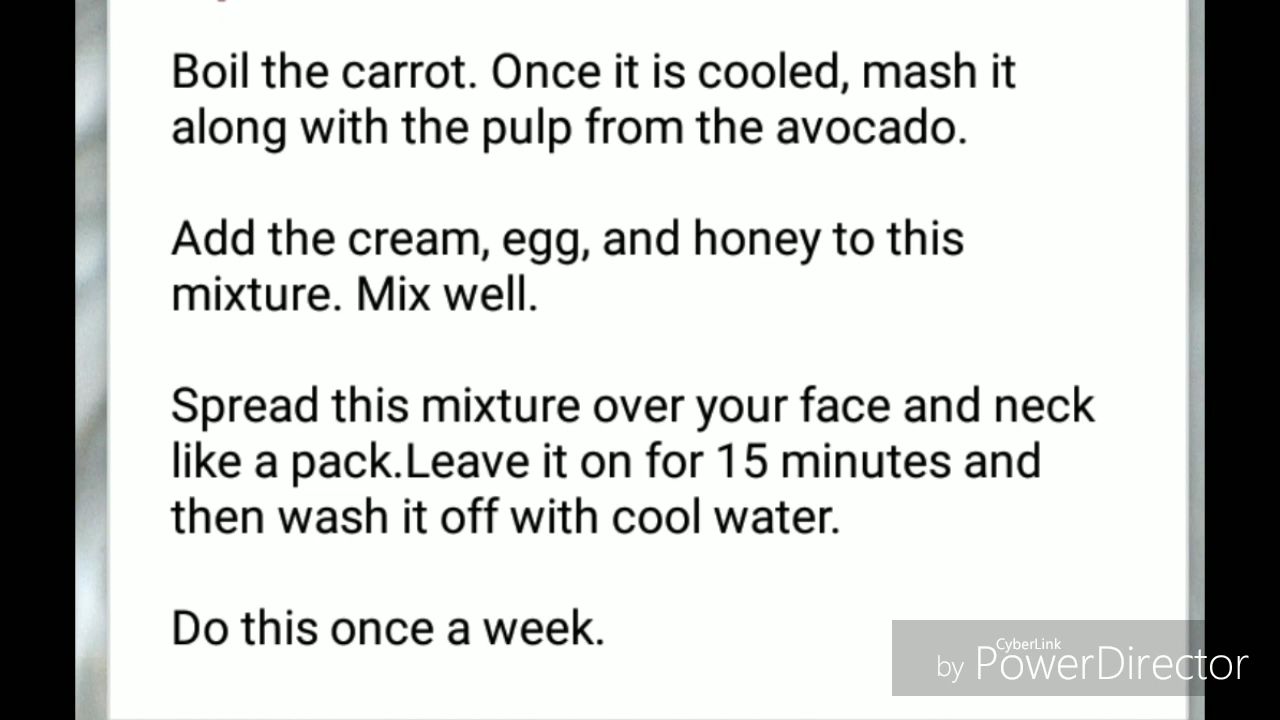 Boil the carrot. Once it is cooled, mash it
along with the pulp from the avocado.
Add the cream, egg, and honey to this
mixture. Mix well.
Spread this mixture over your face and neck
like a pack.Leave it on for 15 minutes and
then wash it off with cool water.
Do this once a week.
CyberLink
by PowerDirector